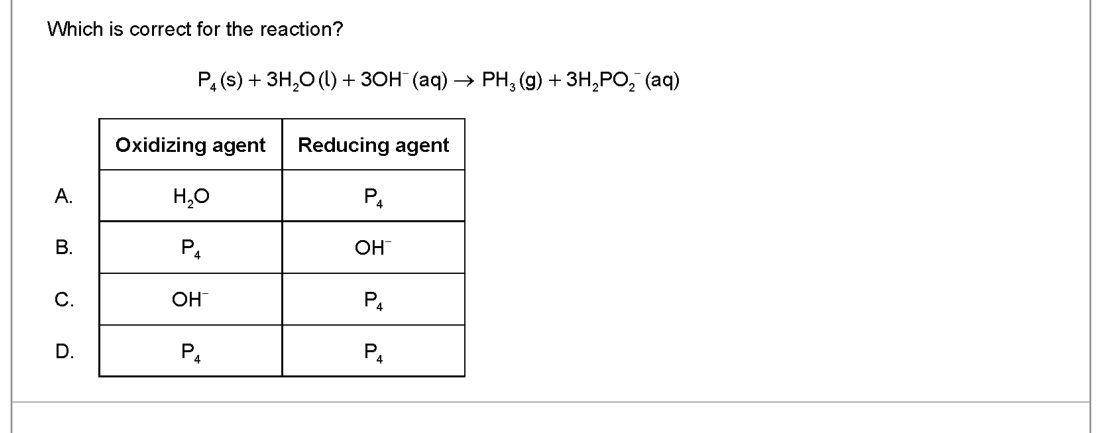 Which is correct for the reaction?
P₄ (s) + 3H₂O (l) + 3OH⁻ (aq) → PH₃ (g) + 3H₂PO₂⁻ (aq)
Oxidizing agent Reducing agent
A. H₂O P₄
B. P₄ OH⁻
C. OH⁻ P₄
D. P₄ P₄